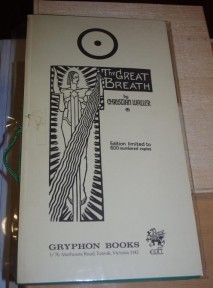 THE GREAT
BREATH
by
CHRISTIAN WALLER
Edition limited to
500 numbered copies
GRYPHON BOOKS